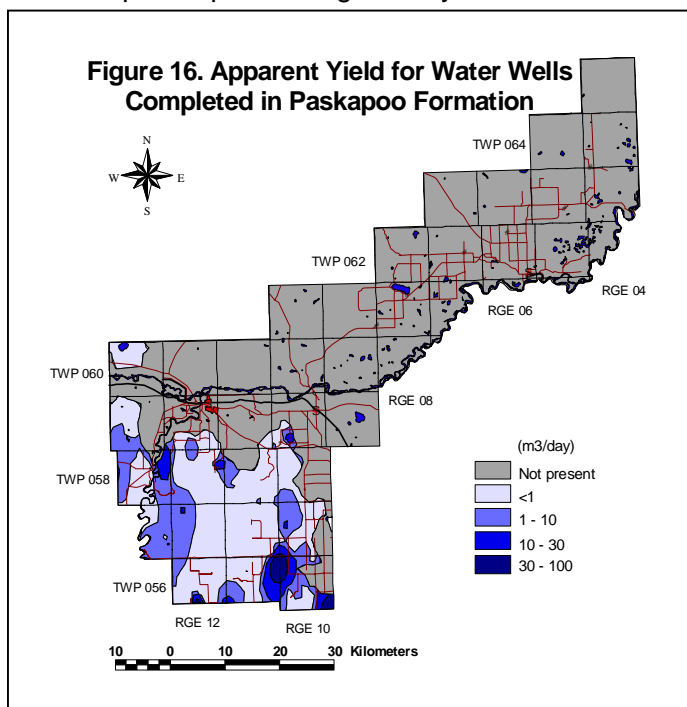 Figure 16. Apparent Yield for Water Wells
Completed in Paskapoo Formation
N
W E
S
TWP 064
TWP 062
RGE 04
RGE 06
TWP 060
RGE 08
TWP 058
(m3/day)
Not present
<1
1 - 10
10 - 30
30 - 100
TWP 056
RGE 12 RGE 10
10 0 10 20 30 Kilometers